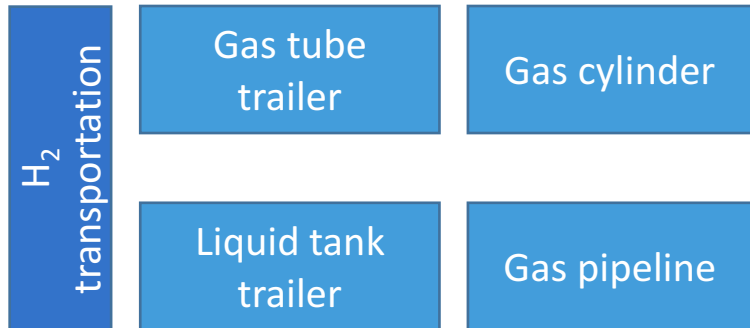 H₂
transportation
Gas tube
trailer
Gas cylinder
Liquid tank
trailer
Gas pipeline